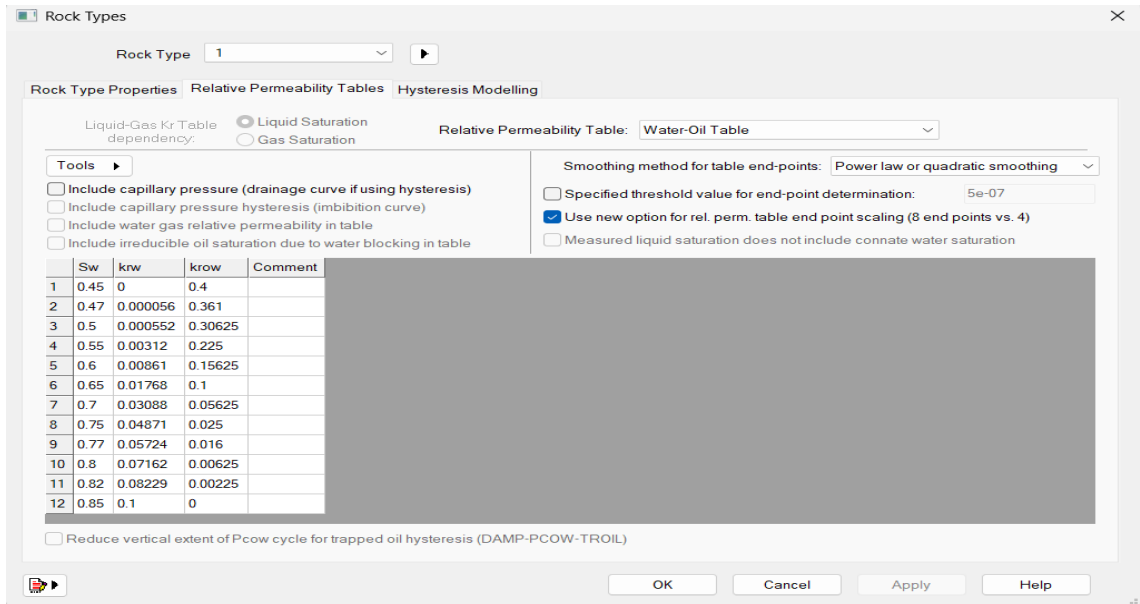 Rock Types
Rock Type 1
Rock Type Properties Relative Permeability Tables Hysteresis Modelling
Liquid-Gas Kr Table dependency:
Liquid Saturation
Gas Saturation
Relative Permeability Table: Water-Oil Table
Tools
Include capillary pressure (drainage curve if using hysteresis)
Include capillary pressure hysteresis (imbibition curve)
Include water gas relative permeability in table
Include irreducible oil saturation due to water blocking in table
Smoothing method for table end-points: Power law or quadratic smoothing
Specified threshold value for end-point determination: 5e-07
Use new option for rel. perm. table end point scaling (8 end points vs. 4)
Measured liquid saturation does not include connate water saturation
Sw krw krow Comment
1 0.45 0 0.4
2 0.47 0.000056 0.361
3 0.5 0.000552 0.30625
4 0.55 0.00312 0.225
5 0.6 0.00861 0.15625
6 0.65 0.01768 0.1
7 0.7 0.03088 0.05625
8 0.75 0.04871 0.025
9 0.77 0.05724 0.016
10 0.8 0.07162 0.00625
11 0.82 0.08229 0.00225
12 0.85 0.1 0
Reduce vertical extent of Pcow cycle for trapped oil hysteresis (DAMP-PCOW-TROIL)
OK Cancel Apply Help